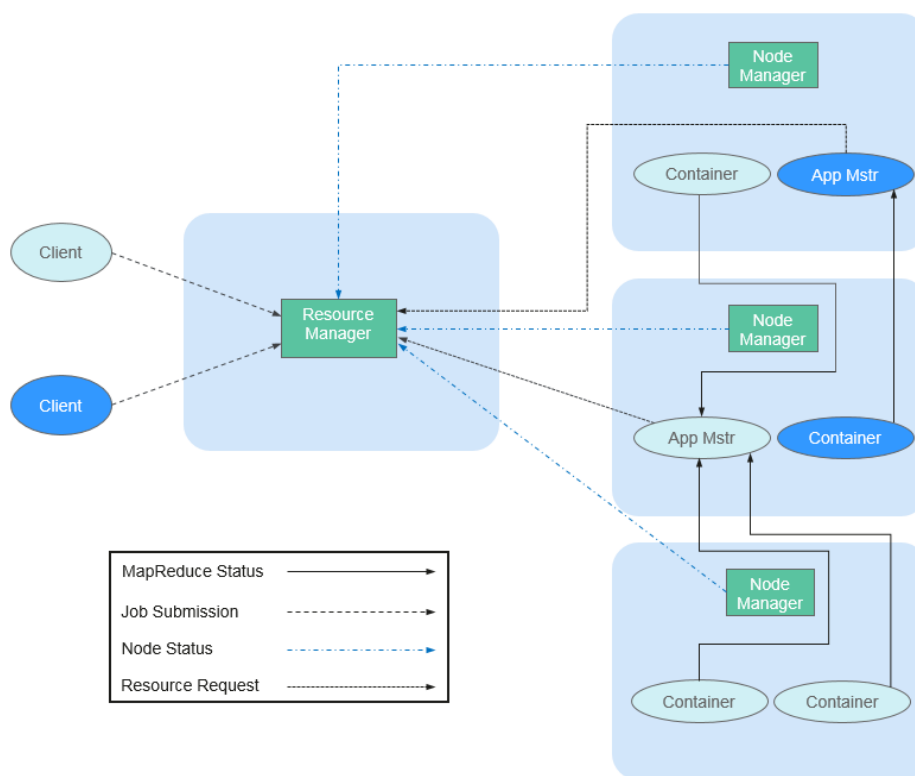 Node
Manager
Container
App Mstr
Client
Resource
Manager
Node
Manager
Client
App Mstr
Container
MapReduce Status
Job Submission
Node Status
Resource Request
Node
Manager
Container
Container